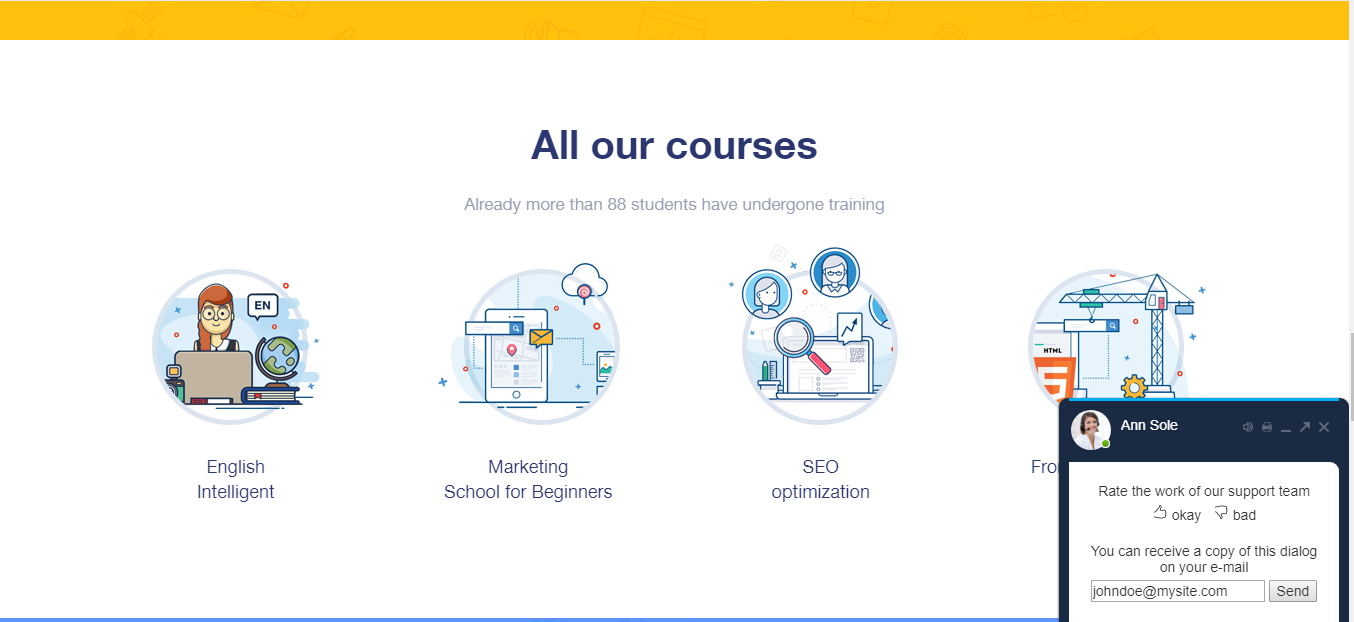 All our courses
Already more than 88 students have undergone training
EN
HTML
English
Intelligent
Marketing
School for Beginners
SEO
optimization
Ann Sole
Rate the work of our support team
okay bad
You can receive a copy of this dialog
on your e-mail
johndoe@mysite.com Send